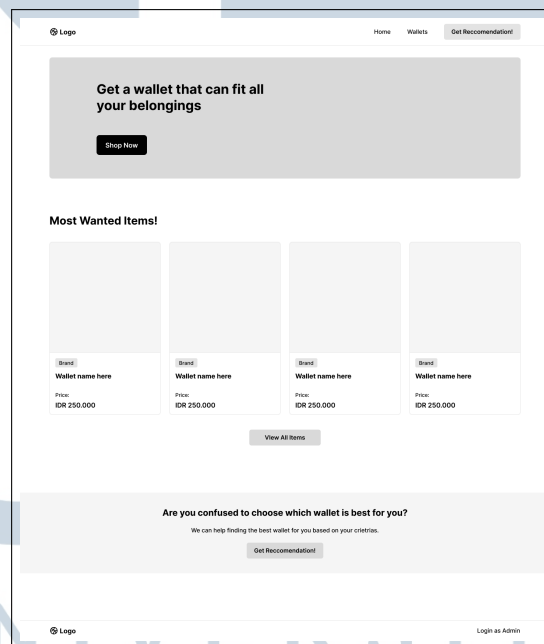 Logo
Home Wallets Get Reccomendation!
Get a wallet that can fit all
your belongings
Shop Now
Most Wanted Items!
Brand Brand Brand Brand
Wallet name here Wallet name here Wallet name here Wallet name here
Price: Price: Price: Price:
IDR 250.000 IDR 250.000 IDR 250.000 IDR 250.000
View All Items
Are you confused to choose which wallet is best for you?
We can help finding the best wallet for you based on your crietrias.
Get Reccomendation!
Logo Login as Admin